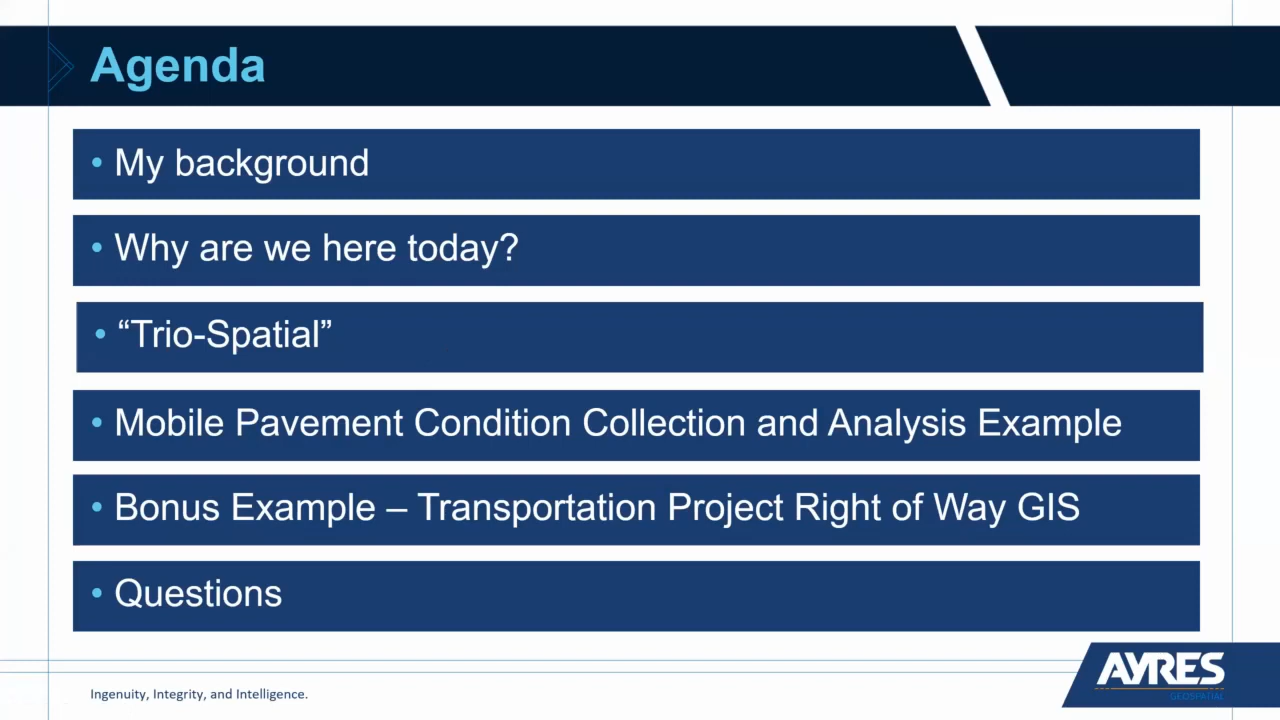 Agenda
• My background
• Why are we here today?
• “Trio-Spatial”
• Mobile Pavement Condition Collection and Analysis Example
• Bonus Example – Transportation Project Right of Way GIS
• Questions
AYRES
GEOSPATIAL
Ingenuity, Integrity, and Intelligence.